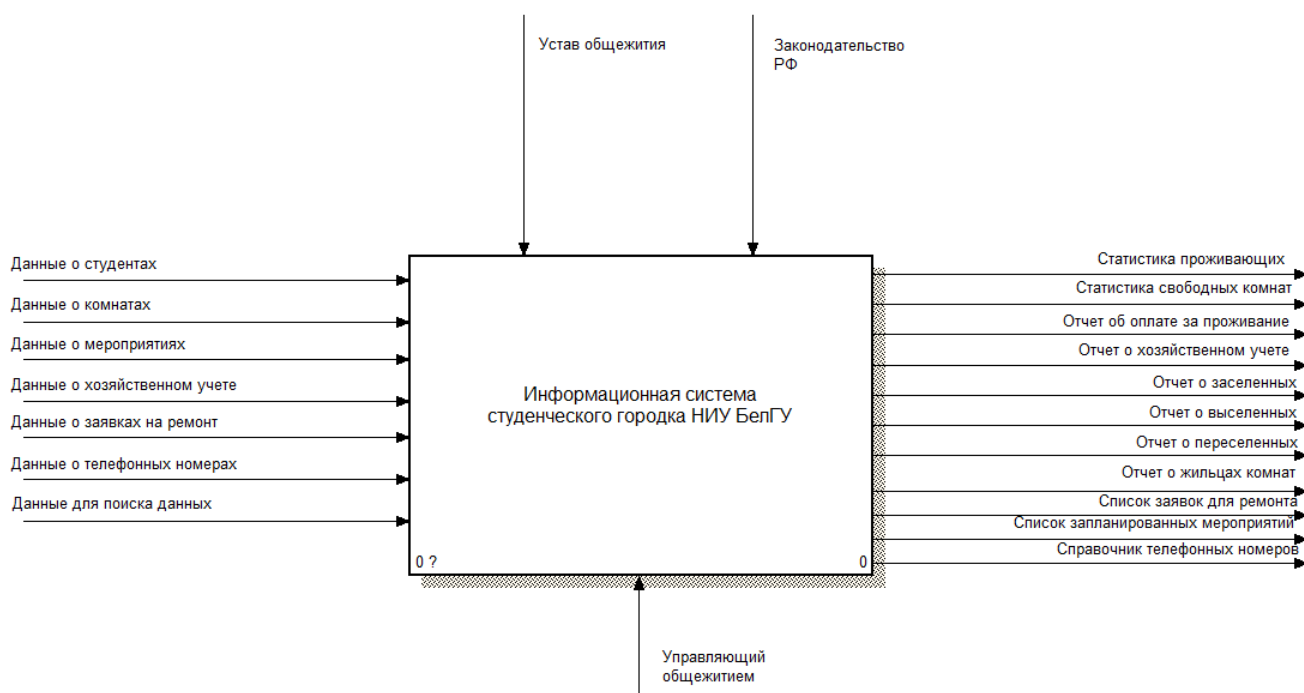 Устав общежития
Законодательство
РФ
Данные о студентах
Данные о комнатах
Данные о мероприятиях
Данные о хозяйственном учете
Данные о заявках на ремонт
Данные о телефонных номерах
Данные для поиска данных
Информационная система
студенческого городка НИУ БелГУ
0 ?
0
Статистика проживающих
Статистика свободных комнат
Отчет об оплате за проживание
Отчет о хозяйственном учете
Отчет о заселенных
Отчет о выселенных
Отчет о переселенных
Отчет о жильцах комнат
Список заявок для ремонта
Список запланированных мероприятий
Справочник телефонных номеров
Управляющий
общежитием